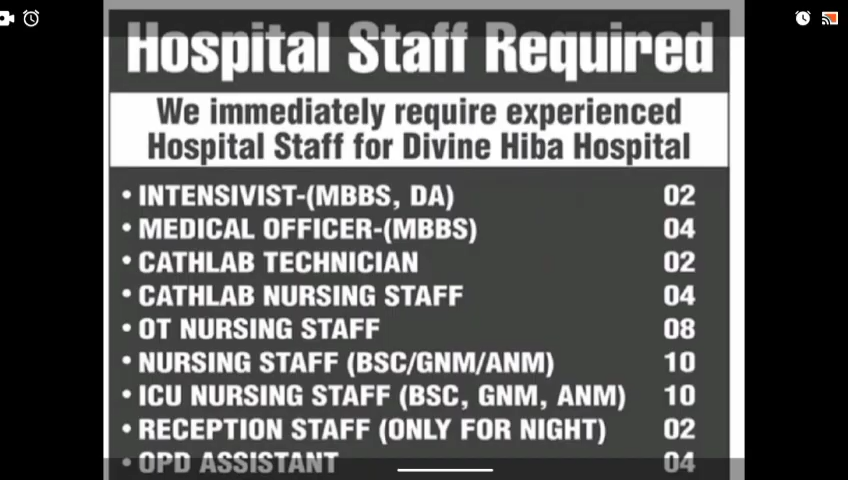 Hospital Staff Required
We immediately require experienced
Hospital Staff for Divine Hiba Hospital
• INTENSIVIST-(MBBS, DA) 02
• MEDICAL OFFICER-(MBBS) 04
• CATHLAB TECHNICIAN 02
• CATHLAB NURSING STAFF 04
• OT NURSING STAFF 08
• NURSING STAFF (BSC/GNM/ANM) 10
• ICU NURSING STAFF (BSC, GNM, ANM) 10
• RECEPTION STAFF (ONLY FOR NIGHT) 02
• OPD ASSISTANT 04